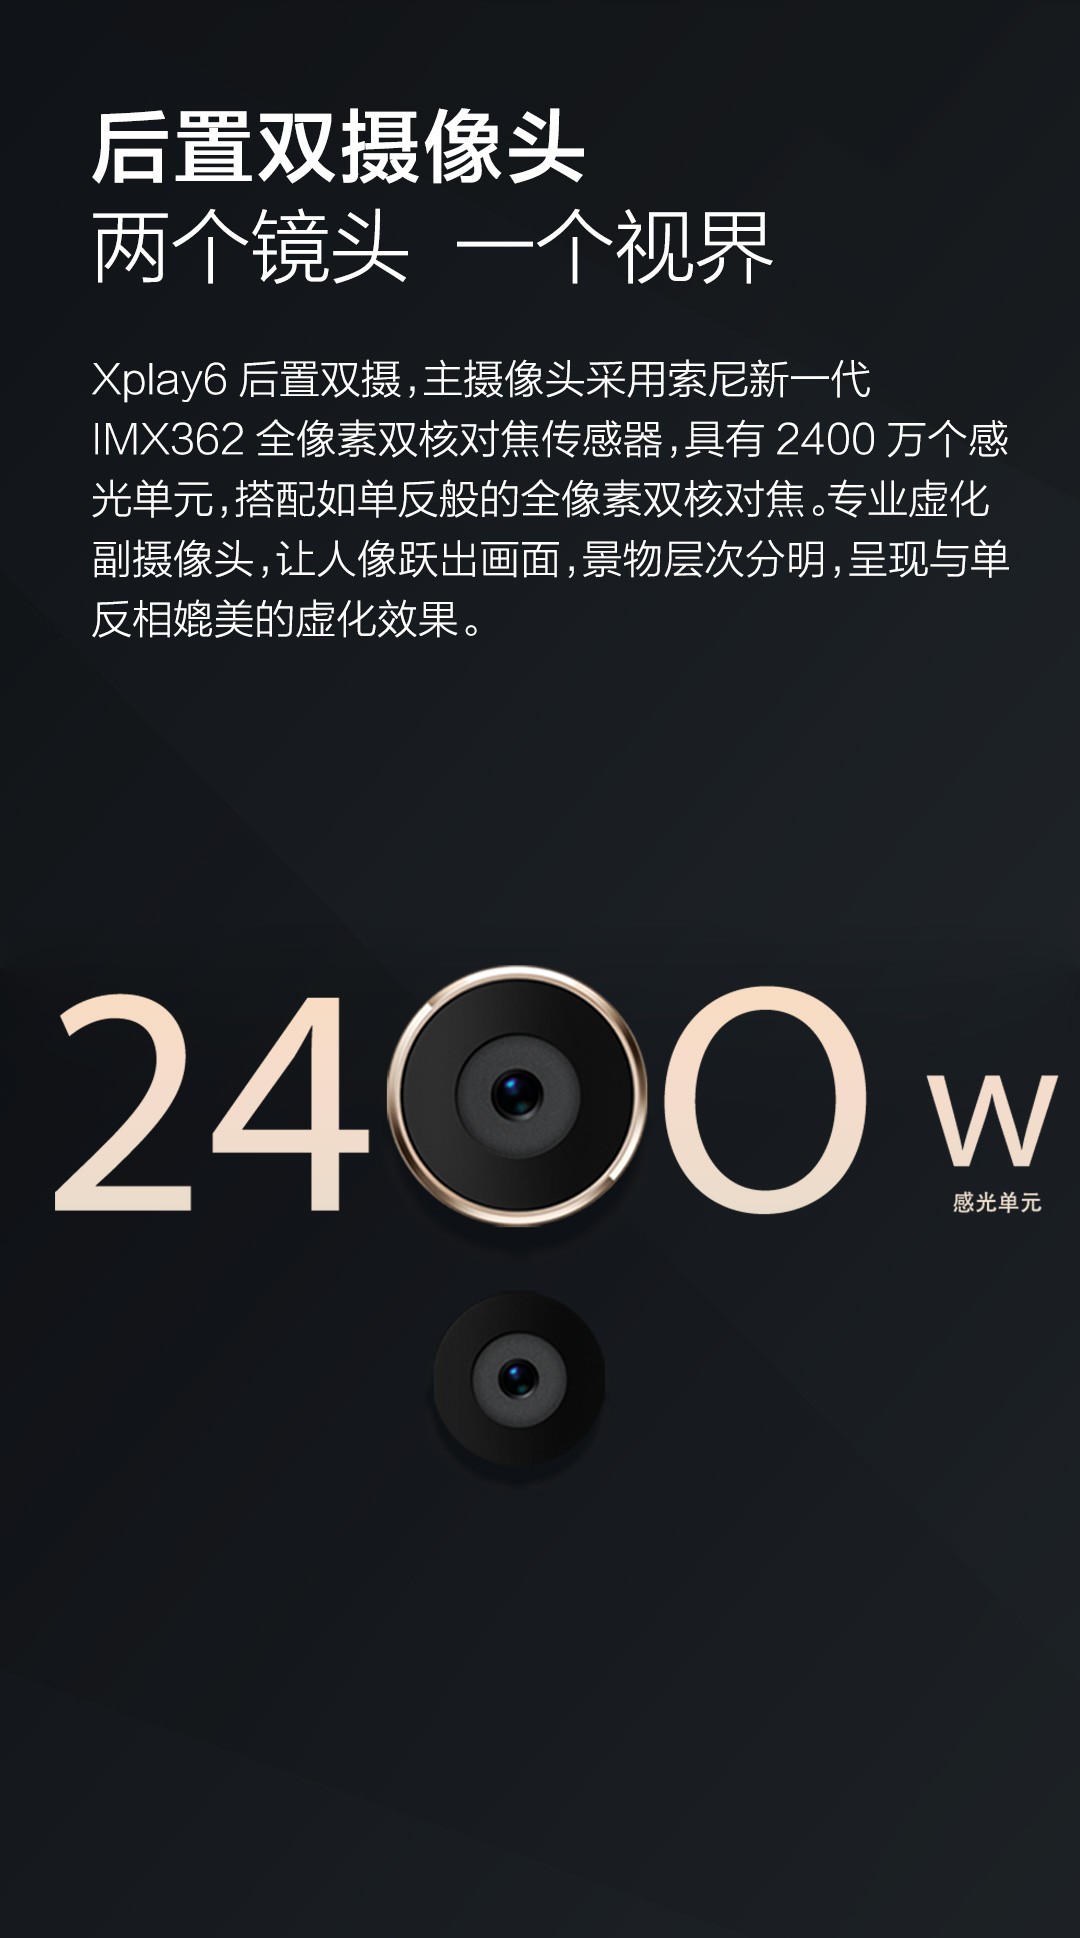 后置双摄像头
两个镜头 一个视界
Xplay6 后置双摄，主摄像头采用索尼新一代
IMX362 全像素双核对焦传感器，具有 2400 万个感
光单元，搭配如单反般的全像素双核对焦。专业虚化
副摄像头，让人像跃出画面，景物层次分明，呈现与单
反相媲美的虚化效果。
2400 w
感光单元